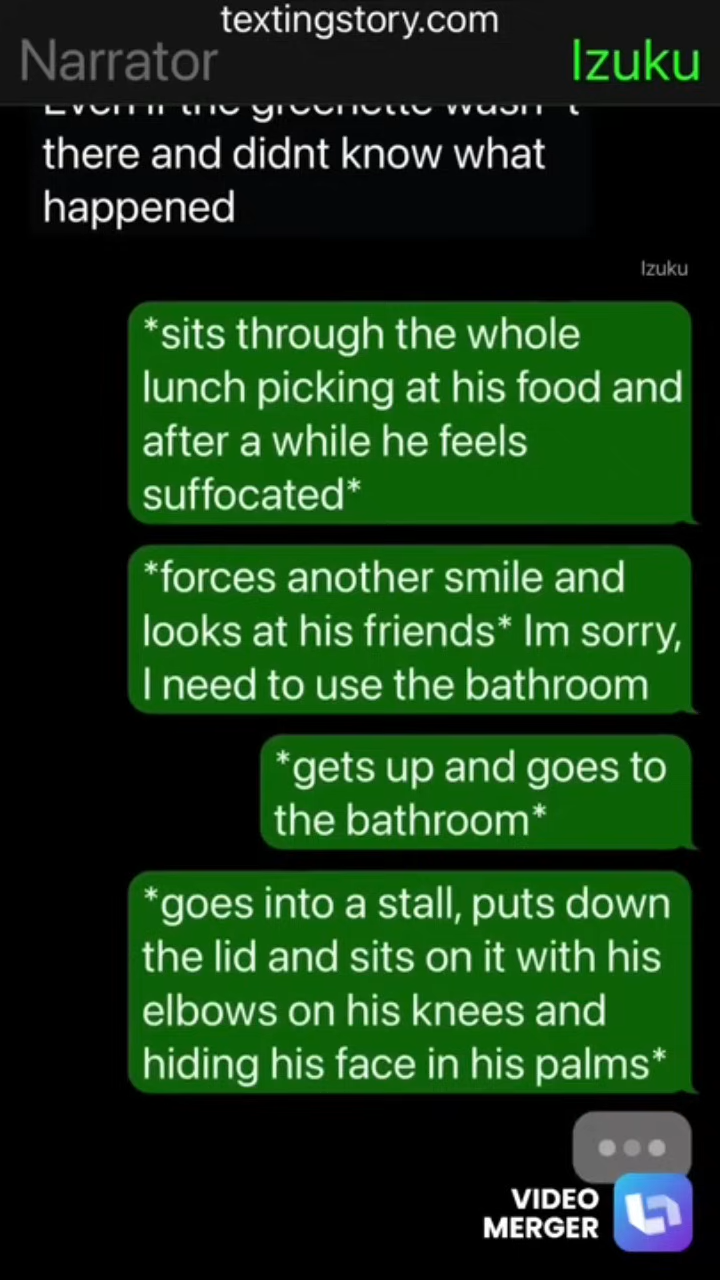 textingstory.com
Narrator
Izuku
there and didnt know what
happened
Izuku
*sits through the whole
lunch picking at his food and
after a while he feels
suffocated*
*forces another smile and
looks at his friends* Im sorry,
I need to use the bathroom
*gets up and goes to
the bathroom*
*goes into a stall, puts down
the lid and sits on it with his
elbows on his knees and
hiding his face in his palms*
VIDEO
MERGER